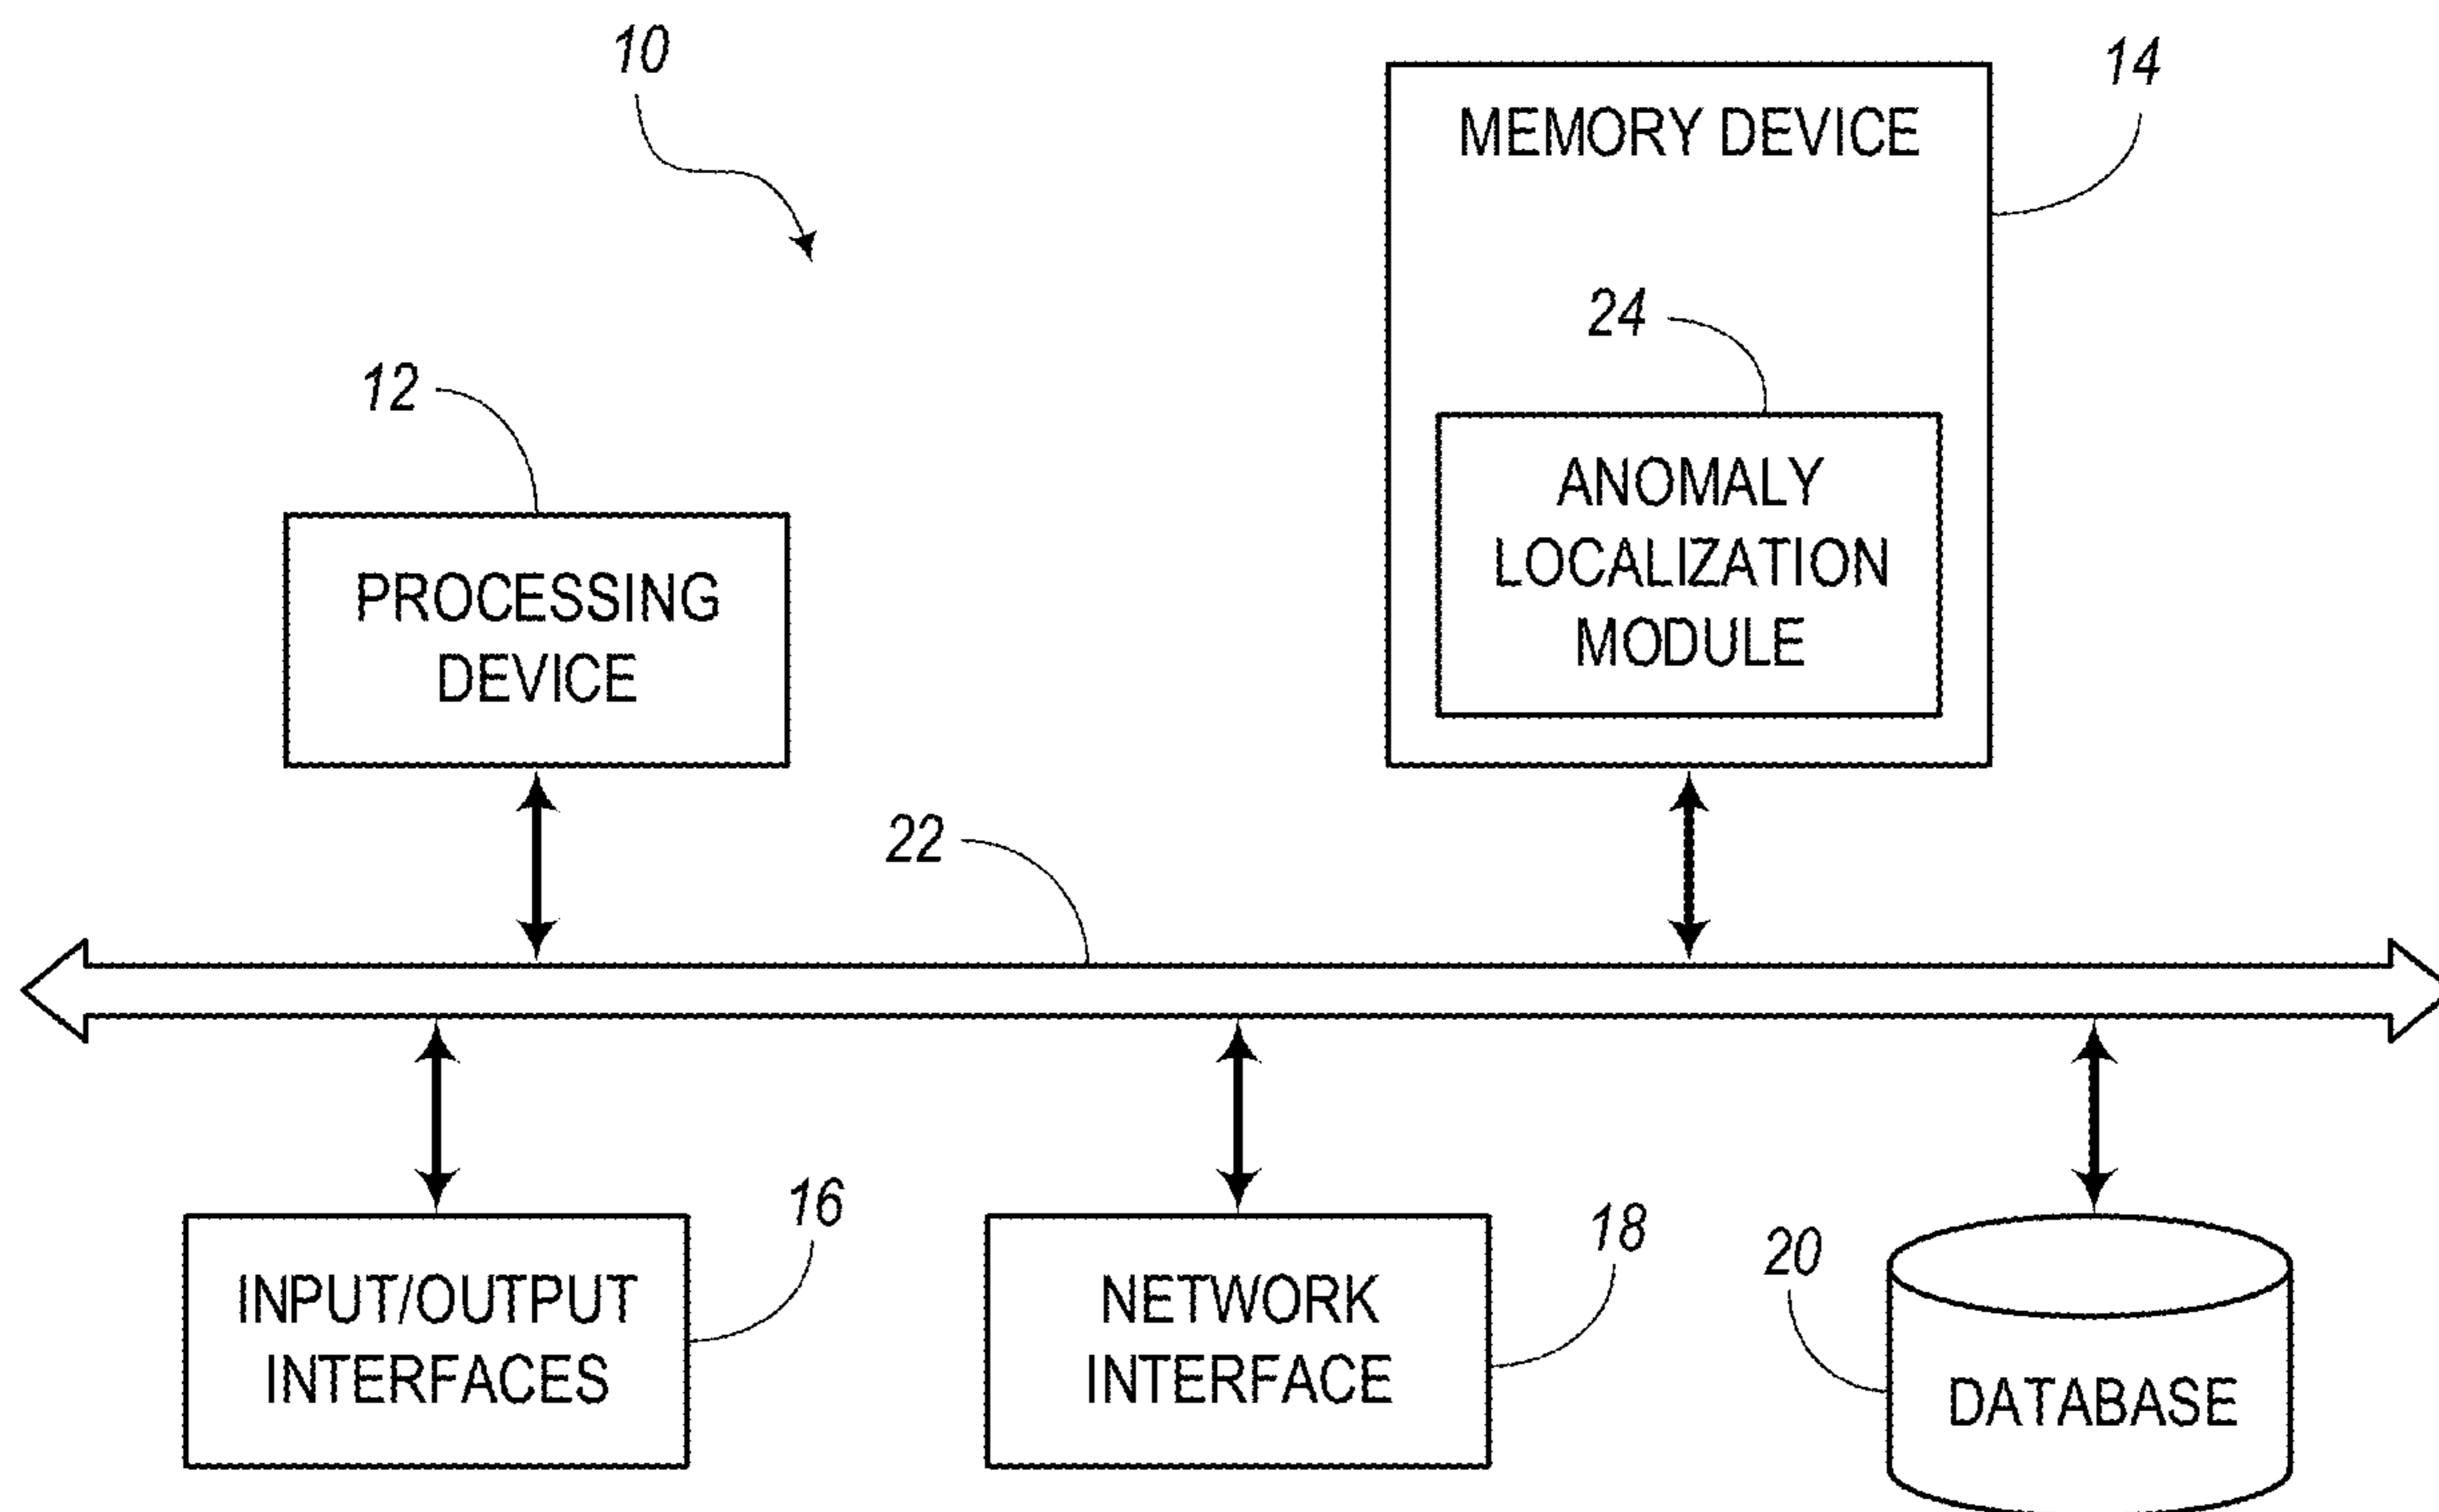 10
14
MEMORY DEVICE
24
12
ANOMALY
LOCALIZATION
MODULE
PROCESSING
DEVICE
22
16
18
20
INPUT/OUTPUT
INTERFACES
NETWORK
INTERFACE
DATABASE